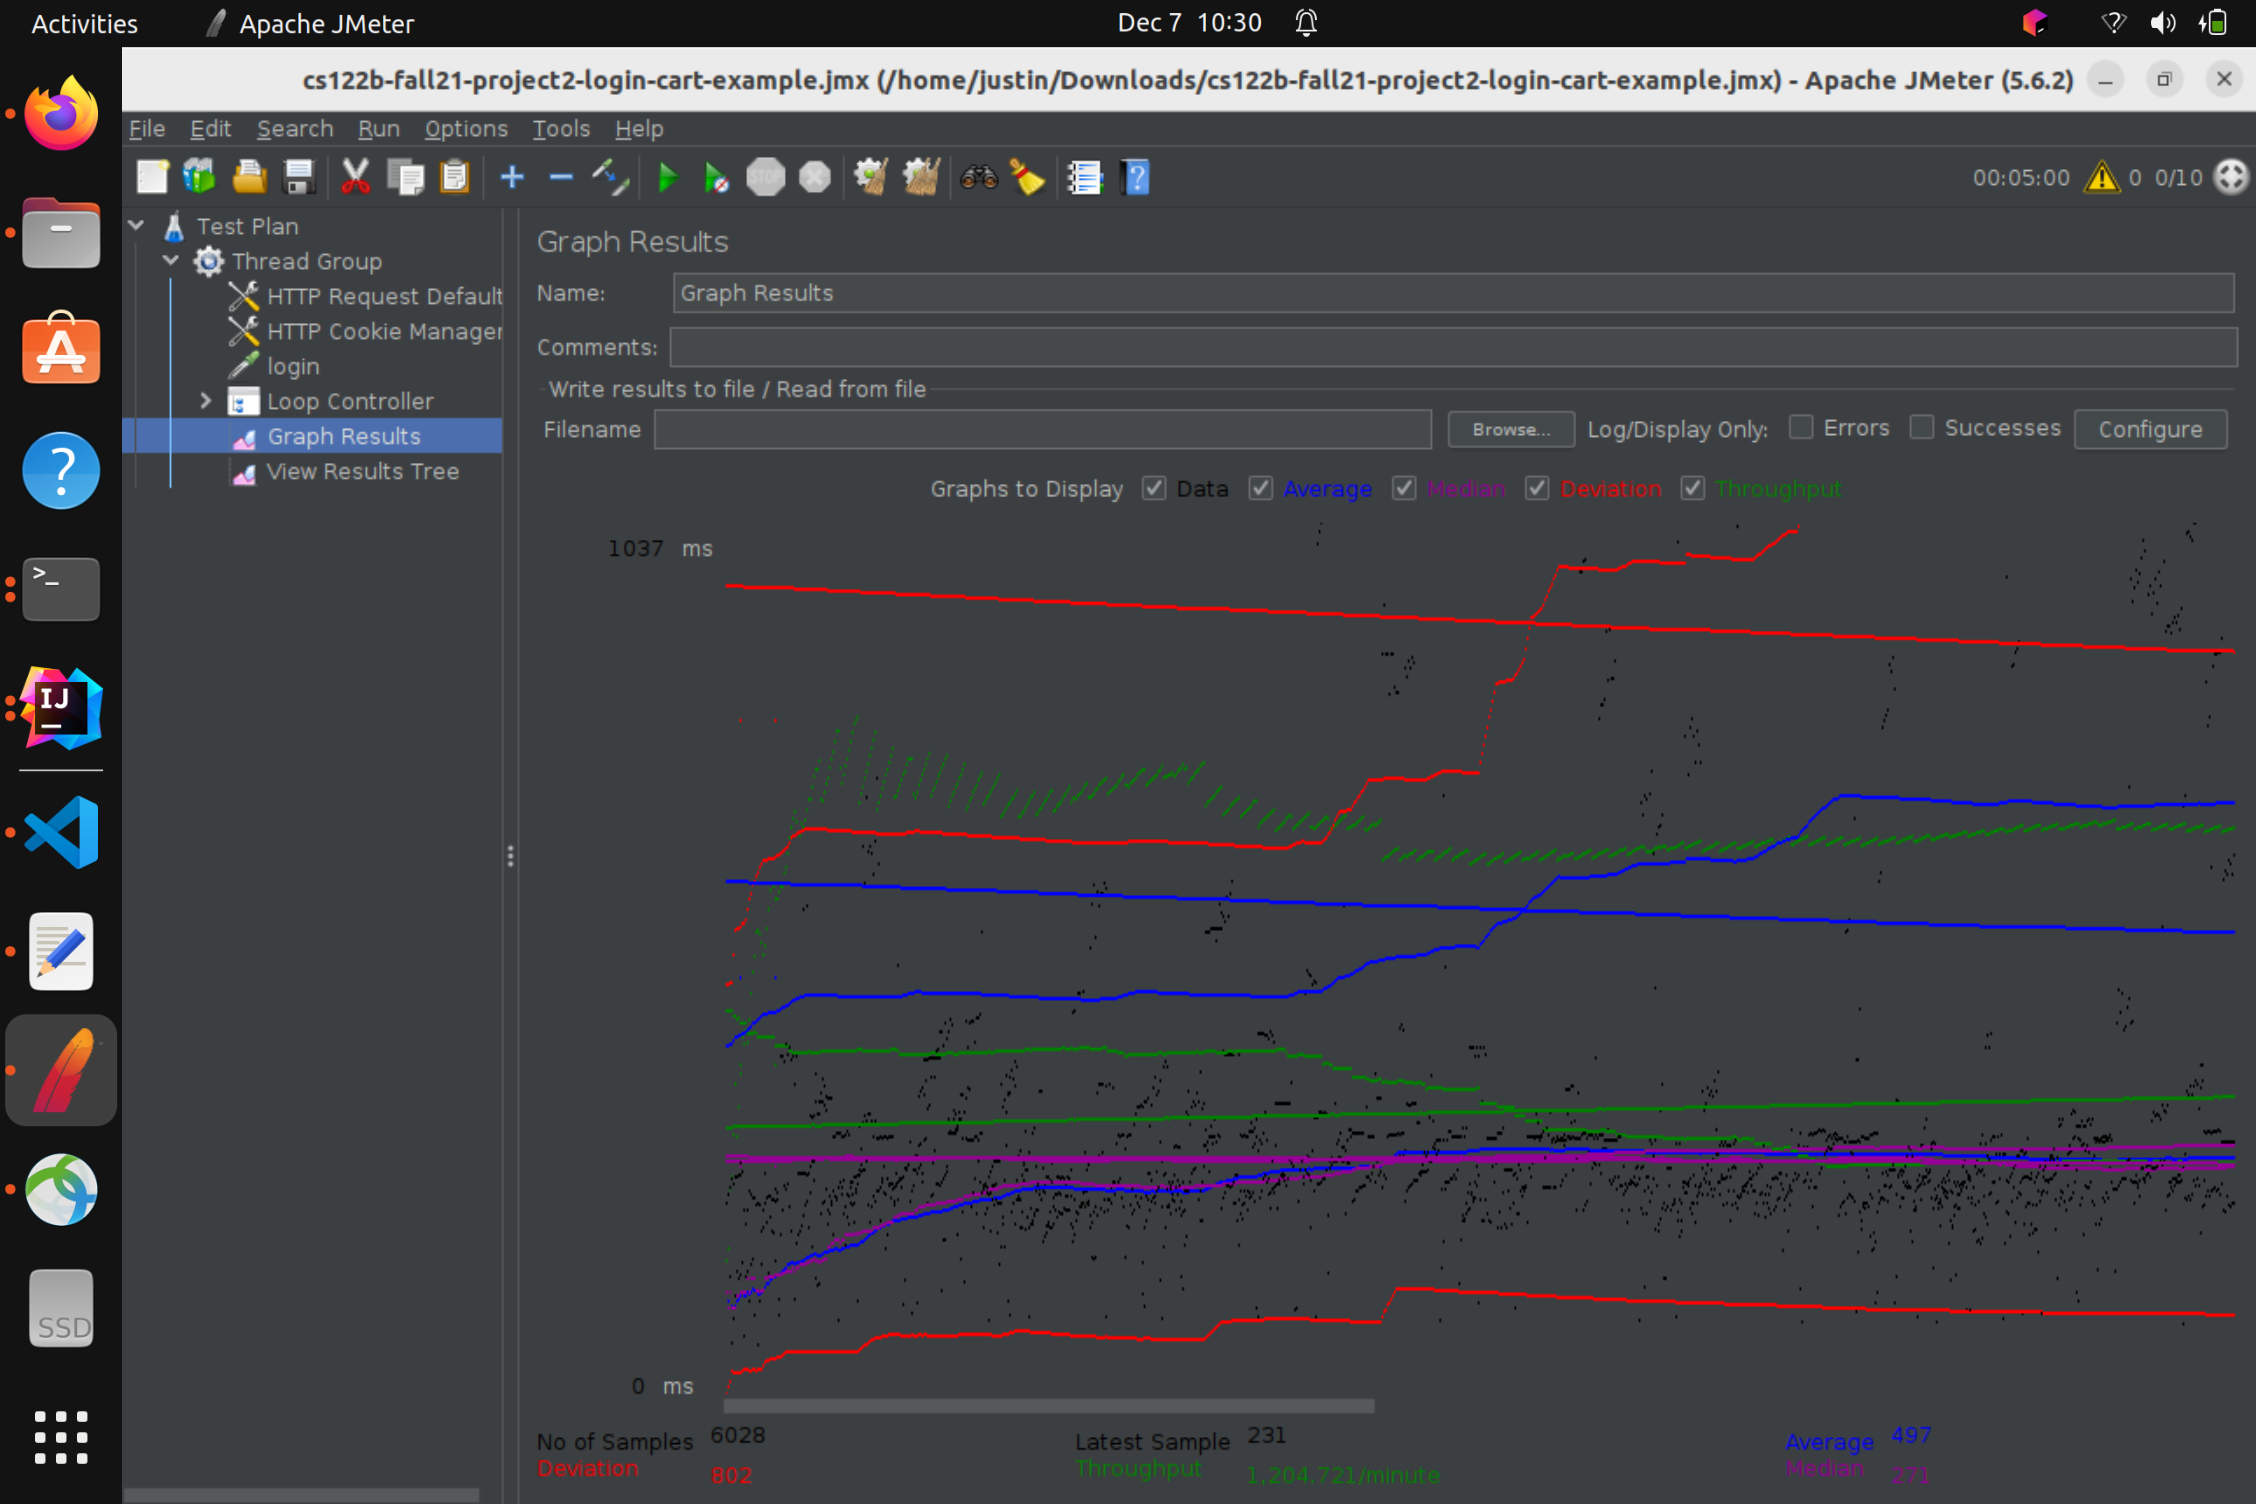 Activities Apache JMeter Dec 7 10:30
cs122b-fall21-project2-login-cart-example.jmx (/home/justin/Downloads/cs122b-fall21-project2-login-cart-example.jmx) - Apache JMeter (5.6.2)
File Edit Search Run Options Tools Help
STOP ? 00:05:00 0 0/10
Test Plan
Thread Group
HTTP Request Default
HTTP Cookie Manager
login
Loop Controller
Graph Results
View Results Tree
Graph Results
Name: Graph Results
Comments:
Write results to file / Read from file
Filename Browse... Log/Display Only: Errors Successes Configure
Graphs to Display Data Average Median Deviation Throughput
1037 ms
0 ms
No of Samples 6028 Latest Sample 231 Average 497
Deviation 802 Throughput 1,204.721/minute Median 271
A
?
>_
IJ
SSD